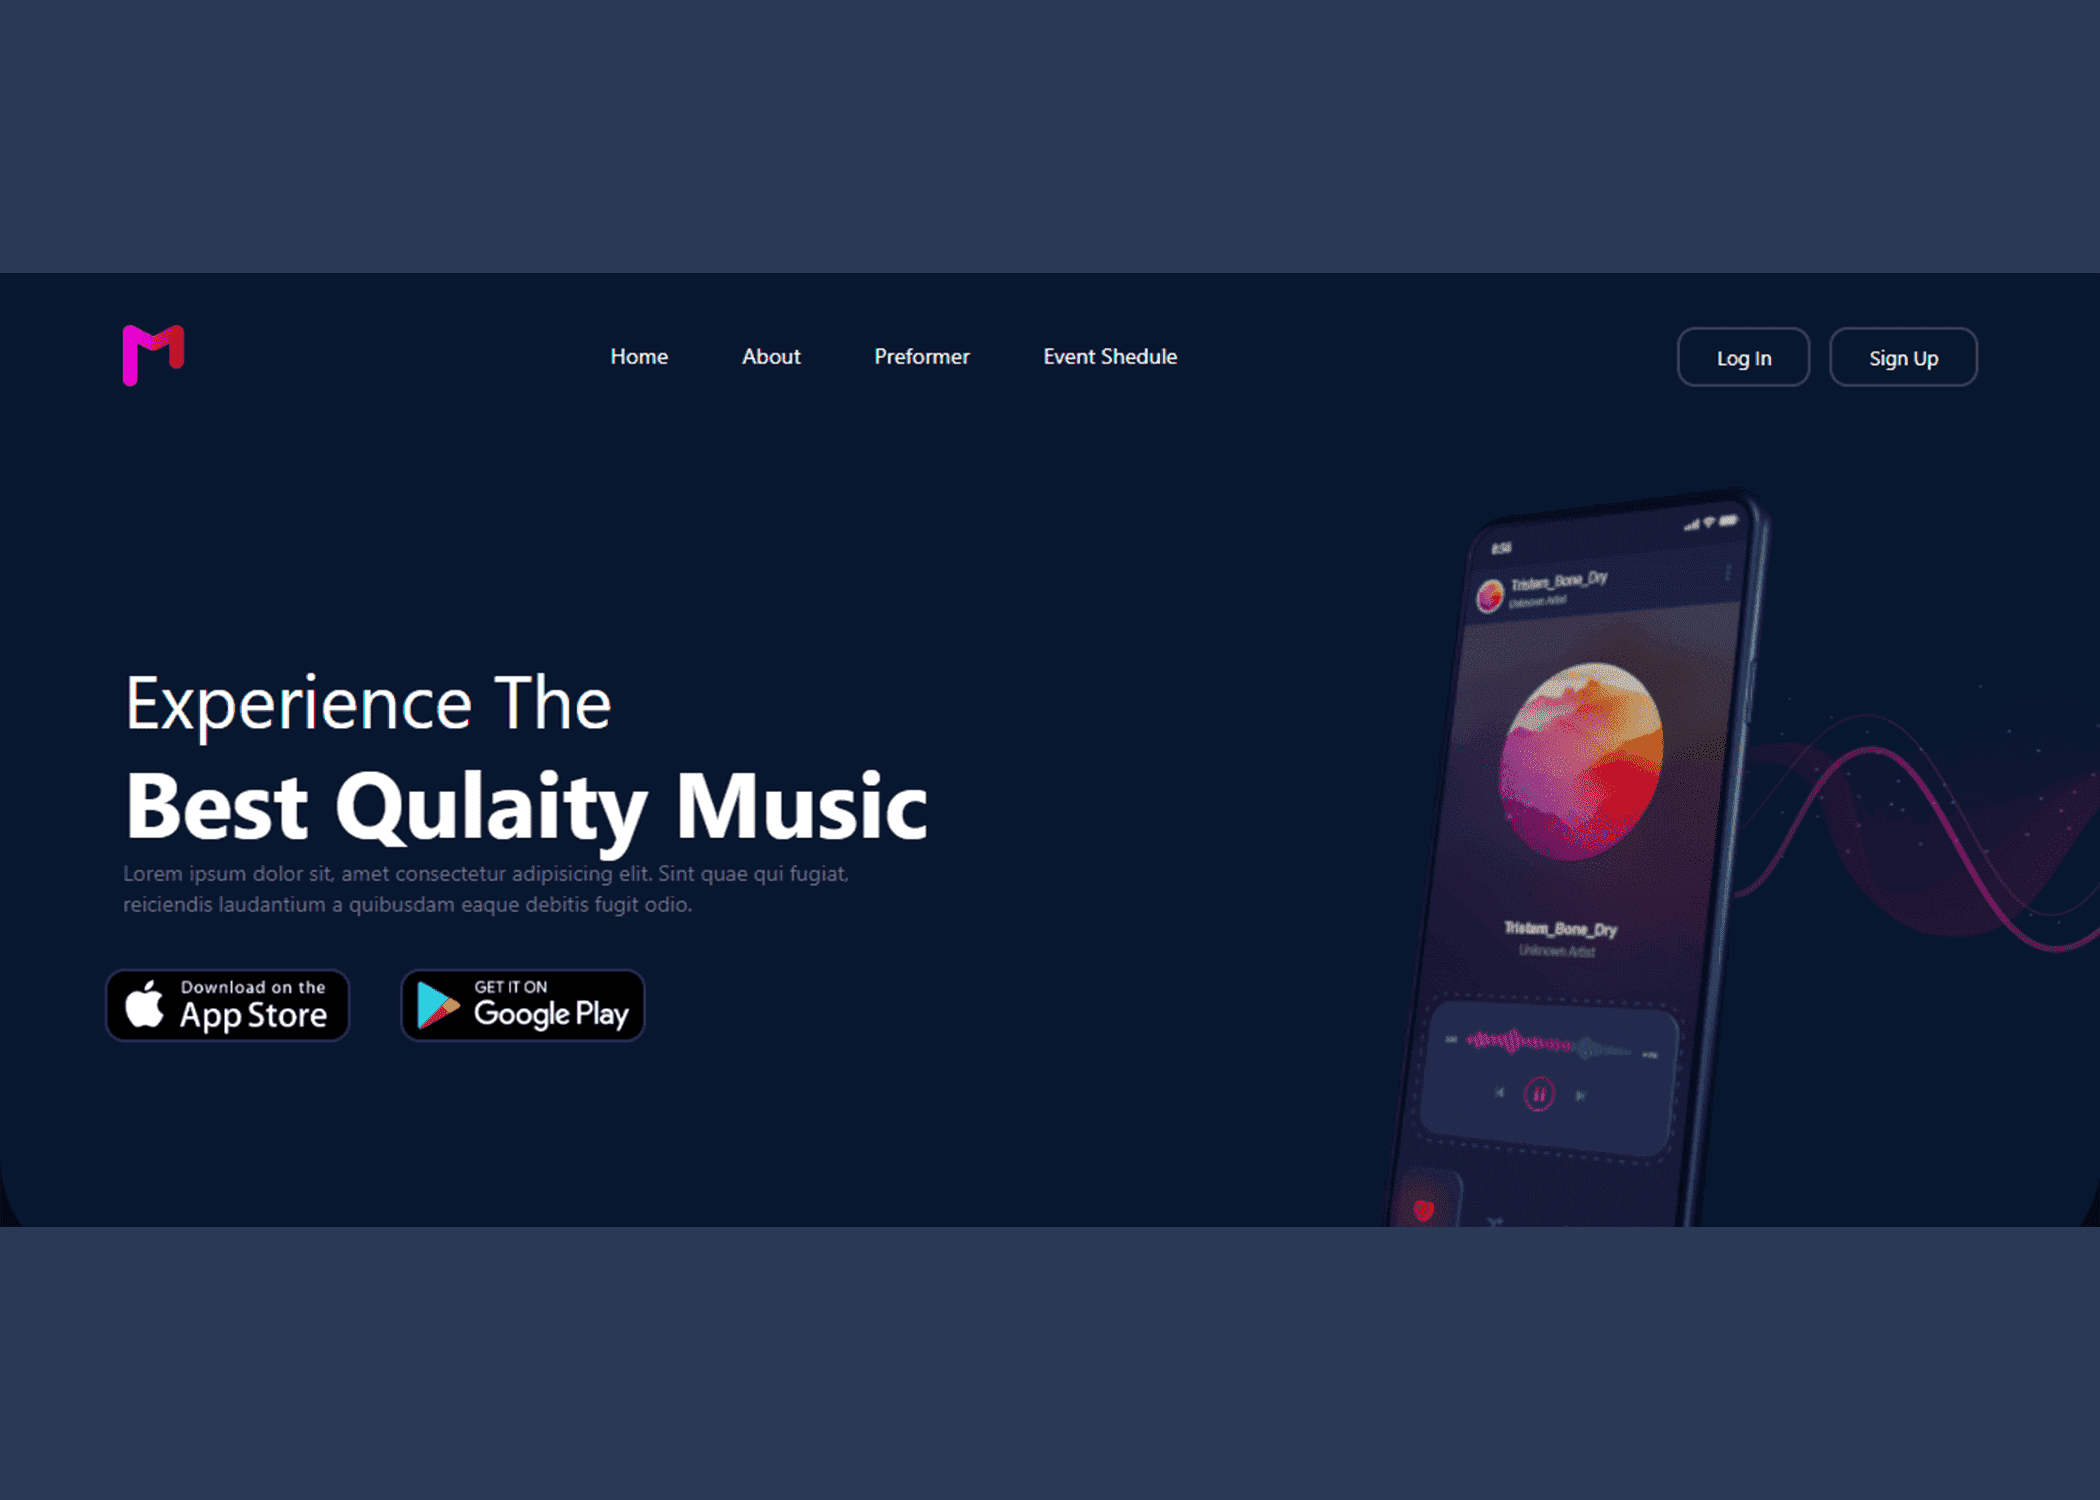 Home About Preformer Event Shedule
Log In Sign Up
Experience The
Best Qulaity Music
Lorem ipsum dolor sit, amet consectetur adipisicing elit. Sint quae qui fugiat,
reiciendis laudantium a quibusdam eaque debitis fugit odio.
Download on the
App Store
GET IT ON
Google Play
8:56
Tristam_Bone_Dry
Unknown Artist
Tristam_Bone_Dry
Unknown Artist